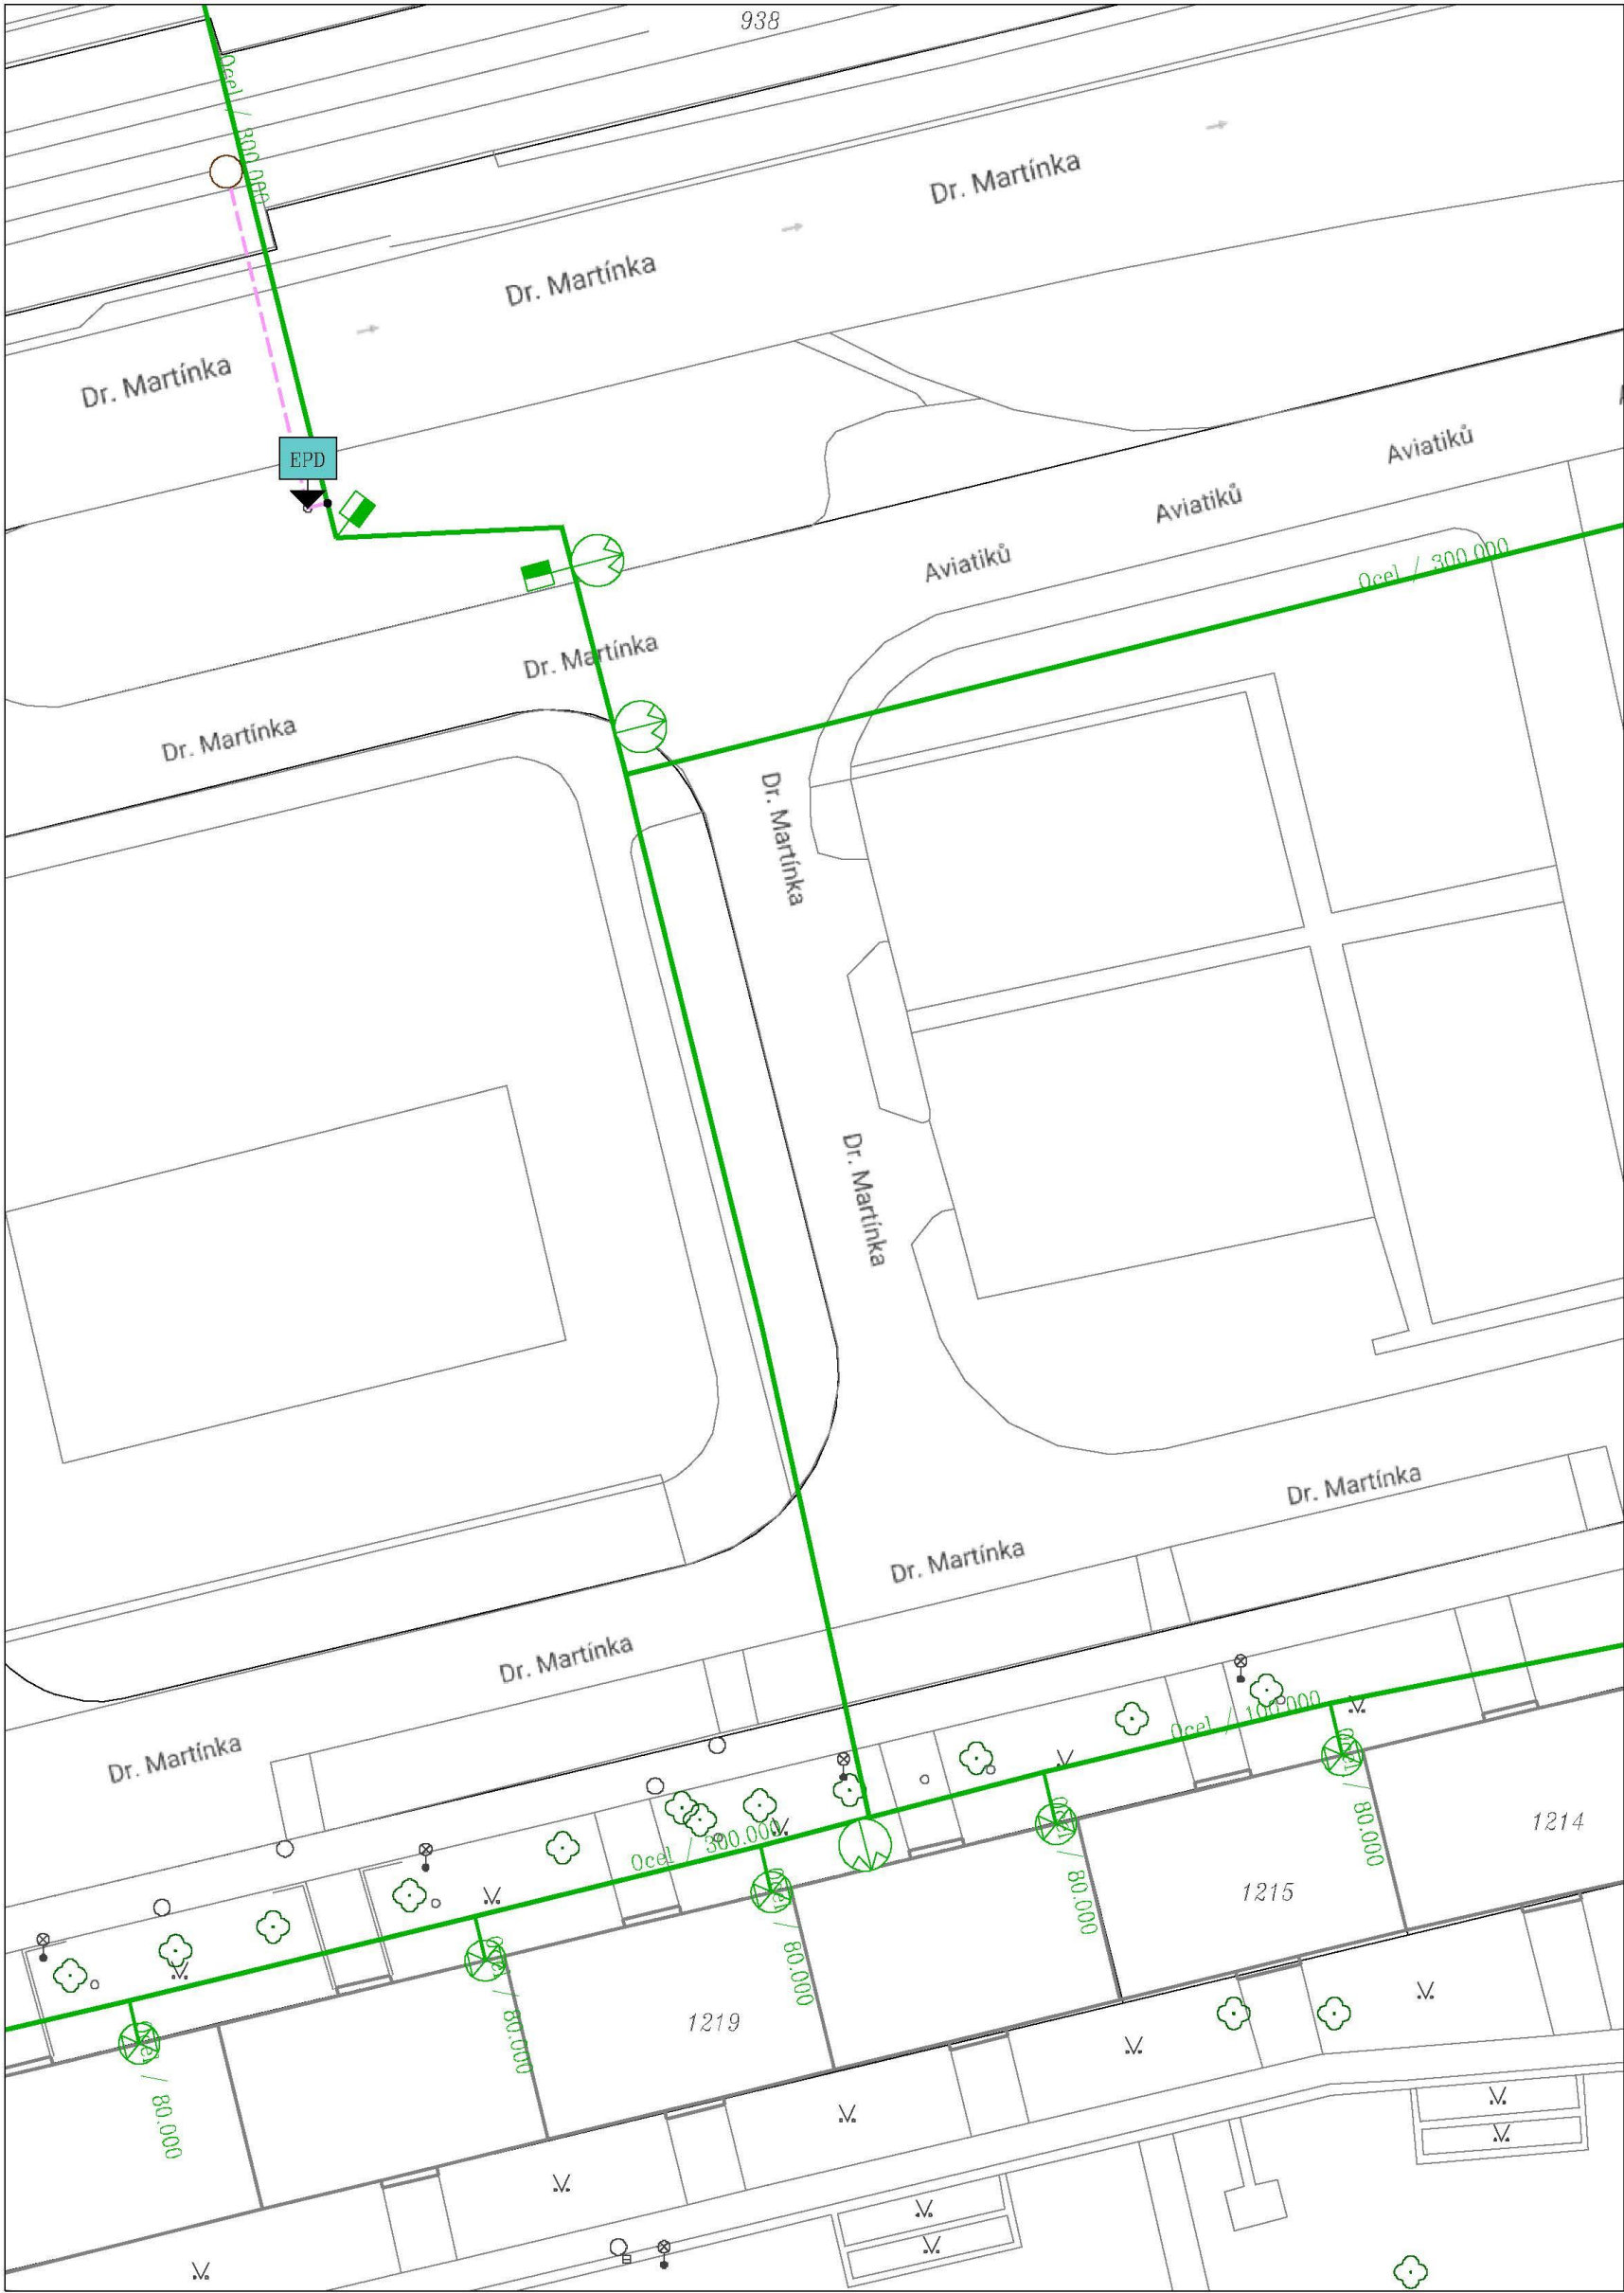 938
Ocel / 800.000
Dr. Martínka
Dr. Martínka
Dr. Martínka
EPD
Aviatiků
Aviatiků
Aviatiků
Ocel / 300.000
Dr. Martínka
Dr. Martínka
Dr. Martínka
Dr. Martínka
Dr. Martínka
Dr. Martínka
Dr. Martínka
Dr. Martínka
Ocel / 100.000
Ocel / 300.000
/ 80.000
1214
/ 80.000
1215
/ 80.000
/ 80.000
1219
Ocel / 80.000